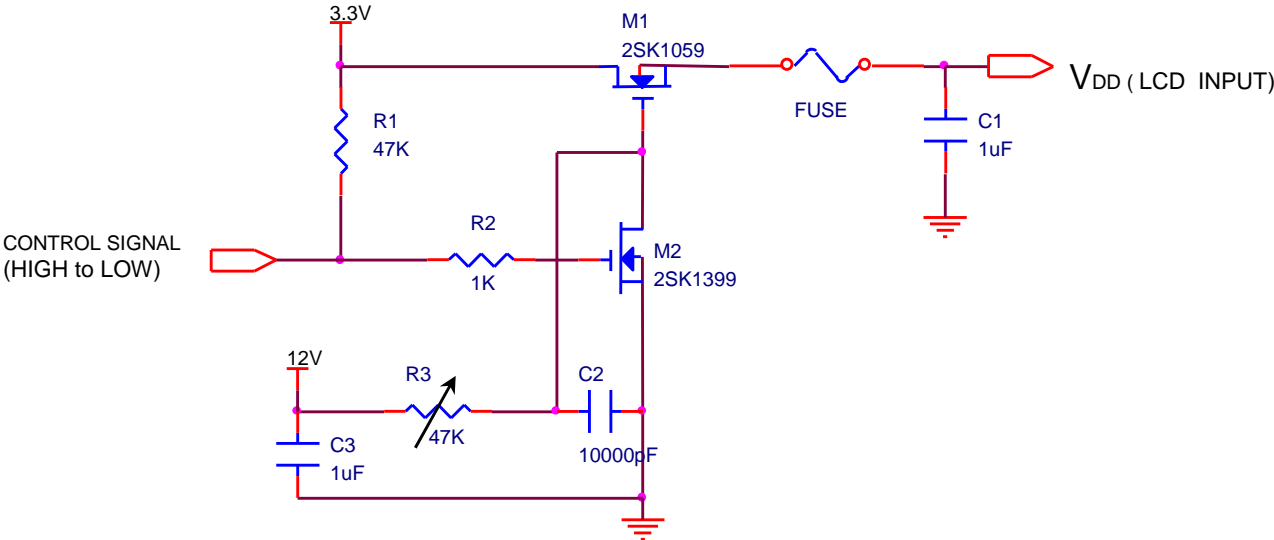 3.3V
M1
2SK1059
FUSE
VDD ( LCD INPUT)
R1
47K
C1
1uF
CONTROL SIGNAL
(HIGH to LOW)
R2
1K
M2
2SK1399
12V
R3
47K
C2
10000pF
C3
1uF